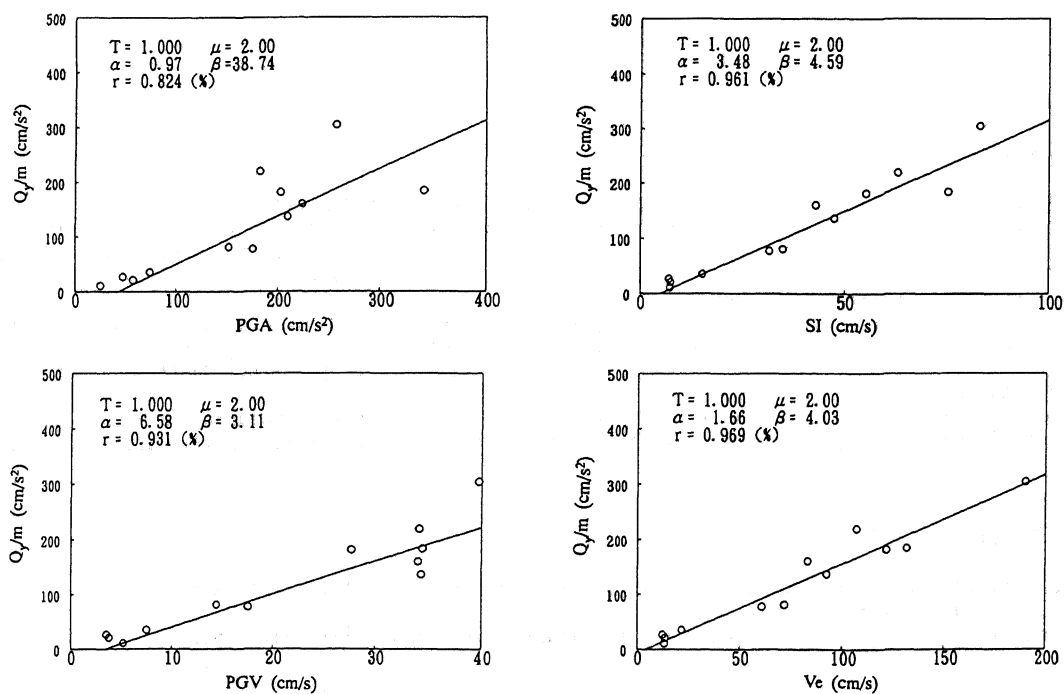 500
400
300
200
100
0
Qy/m (cm/s²)
T = 1.000 μ = 2.00
α = 0.97 β = 38.74
r = 0.824 (%)
0 100 200 300 400
PGA (cm/s²)
500
400
300
200
100
0
Qy/m (cm/s²)
T = 1.000 μ = 2.00
α = 3.48 β = 4.59
r = 0.961 (%)
0 50 100
SI (cm/s)
500
400
300
200
100
0
Qy/m (cm/s²)
T = 1.000 μ = 2.00
α = 6.58 β = 3.11
r = 0.931 (%)
0 10 20 30 40
PGV (cm/s)
500
400
300
200
100
0
Qy/m (cm/s²)
T = 1.000 μ = 2.00
α = 1.66 β = 4.03
r = 0.969 (%)
0 50 100 150 200
Ve (cm/s)